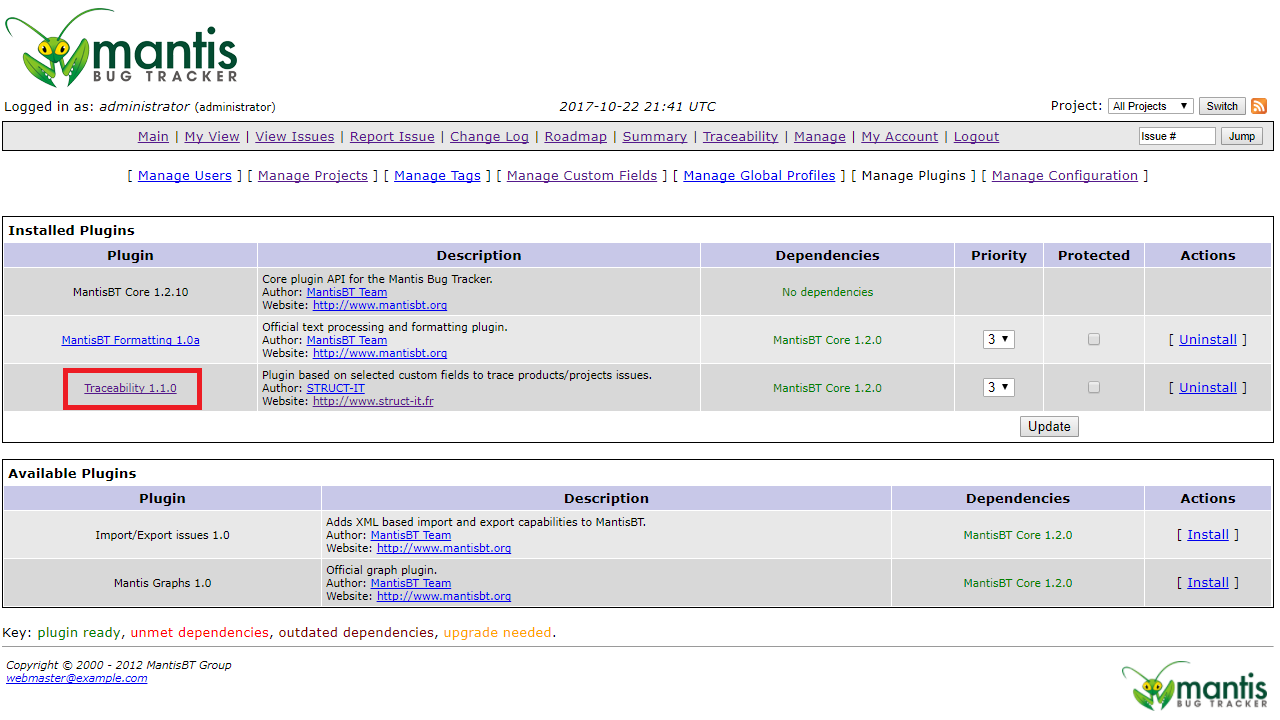 mantis
BUG TRACKER
Logged in as: administrator (administrator) 2017-10-22 21:41 UTC Project: All Projects Switch
Main | My View | View Issues | Report Issue | Change Log | Roadmap | Summary | Traceability | Manage | My Account | Logout Issue # Jump
[ Manage Users ] [ Manage Projects ] [ Manage Tags ] [ Manage Custom Fields ] [ Manage Global Profiles ] [ Manage Plugins ] [ Manage Configuration ]
Installed Plugins
Plugin Description Dependencies Priority Protected Actions
Core plugin API for the Mantis Bug Tracker.
MantisBT Core 1.2.10 Author: MantisBT Team No dependencies
Website: http://www.mantisbt.org
Official text processing and formatting plugin.
MantisBT Formatting 1.0a Author: MantisBT Team MantisBT Core 1.2.0 3 [ Uninstall ]
Website: http://www.mantisbt.org
Plugin based on selected custom fields to trace products/projects issues.
Traceability 1.1.0 Author: STRUCT-IT MantisBT Core 1.2.0 3 [ Uninstall ]
Website: http://www.struct-it.fr
Update
Available Plugins
Plugin Description Dependencies Actions
Adds XML based import and export capabilities to MantisBT.
Import/Export issues 1.0 Author: MantisBT Team MantisBT Core 1.2.0 [ Install ]
Website: http://www.mantisbt.org
Official graph plugin.
Mantis Graphs 1.0 Author: MantisBT Team MantisBT Core 1.2.0 [ Install ]
Website: http://www.mantisbt.org
Key: plugin ready, unmet dependencies, outdated dependencies, upgrade needed.
Copyright © 2000 - 2012 MantisBT Group
webmaster@example.com
mantis
BUG TRACKER